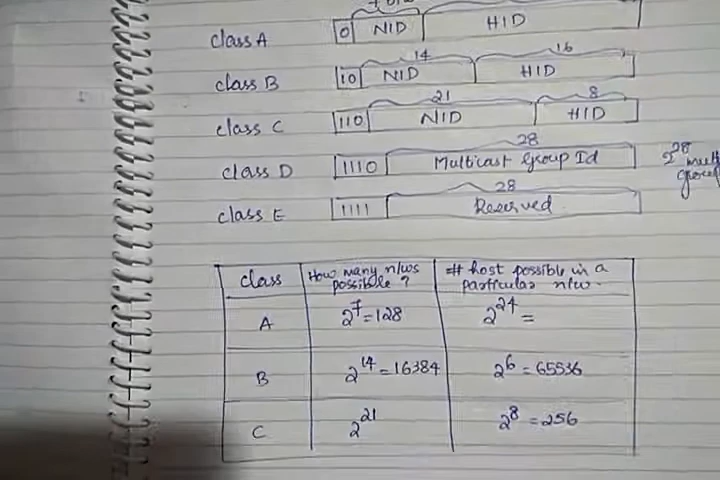 class A 0 NID HID
14 16
class B 10 NID HID
21 8
class C 110 NID HID
28
class D 1110 Multicast Group Id 2^28
28
class E 1111 Reserved
class How many n/ws possible ? # host possible in a particular n/w.
A 2^7 = 128 2^24 =
B 2^14 = 16384 2^6 = 65536
C 2^21 2^8 = 256